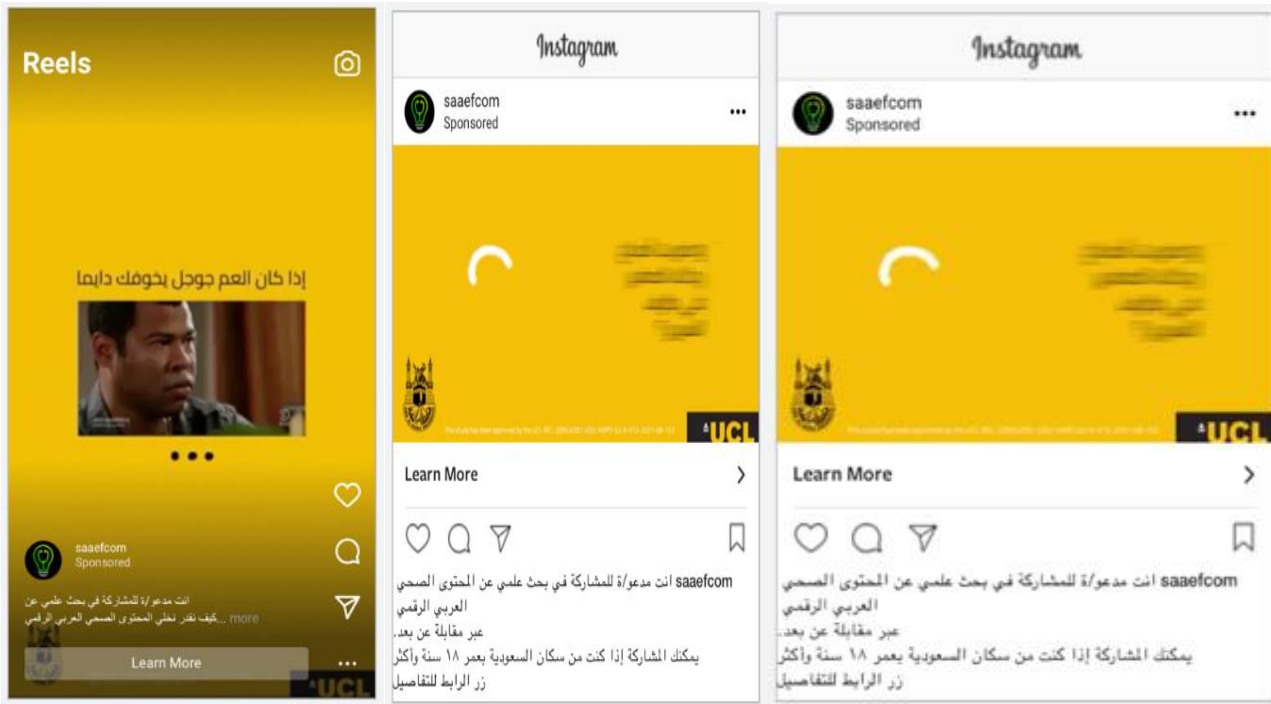 Reels
إذا كان العم جوجل يخوفك دايما
saaefcom
Sponsored
انت مدعو/ة للمشاركة في بحث علمي عن
كيف نقدر نخلي المحتوى الصحي العربي الرقمي... more
Learn More
UCL
Instagram
saaefcom
Sponsored
UCL
Learn More
saaefcom انت مدعو/ة للمشاركة في بحث علمي عن المحتوى الصحي
العربي الرقمي
عبر مقابلة عن بعد.
يمكنك المشاركة إذا كنت من سكان السعودية بعمر ١٨ سنة وأكثر
زر الرابط للتفاصيل
Instagram
saaefcom
Sponsored
UCL
Learn More
saaefcom انت مدعو/ة للمشاركة في بحث علمي عن المحتوى الصحي
العربي الرقمي
عبر مقابلة عن بعد.
يمكنك المشاركة إذا كنت من سكان السعودية بعمر ١٨ سنة وأكثر
زر الرابط للتفاصيل